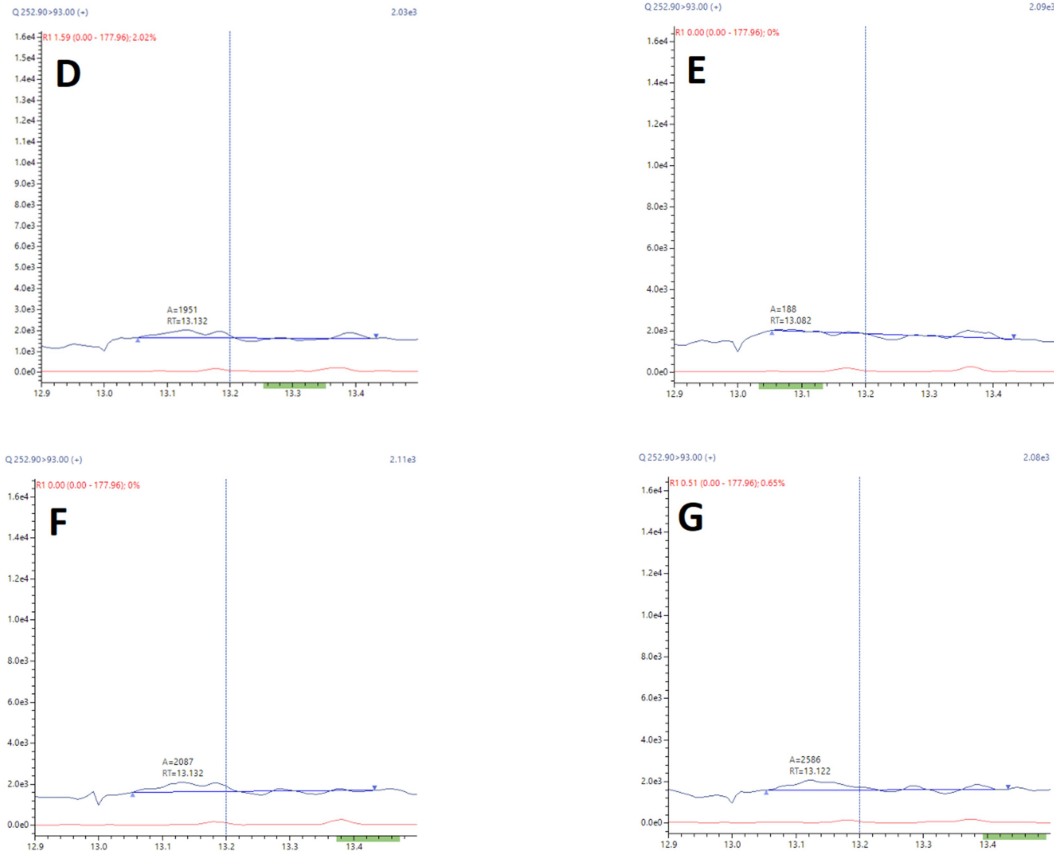 Q 252.90>93.00 (+) 2.03e3
R1 1.59 (0.00 - 177.96); 2.02%
D
1.6e4
1.5e4
1.4e4
1.3e4
1.2e4
1.1e4
1.0e4
9.0e3
8.0e3
7.0e3
6.0e3
5.0e3
4.0e3
3.0e3
2.0e3
1.0e3
0.0e0
A=1951
RT=13.132
12.9 13.0 13.1 13.2 13.3 13.4
Q 252.90>93.00 (+) 2.09e3
R1 0.00 (0.00 - 177.96); 0%
E
1.6e4
1.4e4
1.2e4
1.0e4
8.0e3
6.0e3
4.0e3
2.0e3
0.0e0
A=188
RT=13.082
12.9 13.0 13.1 13.2 13.3 13.4
Q 252.90>93.00 (+) 2.11e3
R1 0.00 (0.00 - 177.96); 0%
F
1.6e4
1.4e4
1.2e4
1.0e4
8.0e3
6.0e3
4.0e3
2.0e3
0.0e0
A=2087
RT=13.132
12.9 13.0 13.1 13.2 13.3 13.4
Q 252.90>93.00 (+) 2.08e3
R1 0.51 (0.00 - 177.96); 0.65%
G
1.6e4
1.4e4
1.2e4
1.0e4
8.0e3
6.0e3
4.0e3
2.0e3
0.0e0
A=2586
RT=13.122
12.9 13.0 13.1 13.2 13.3 13.4